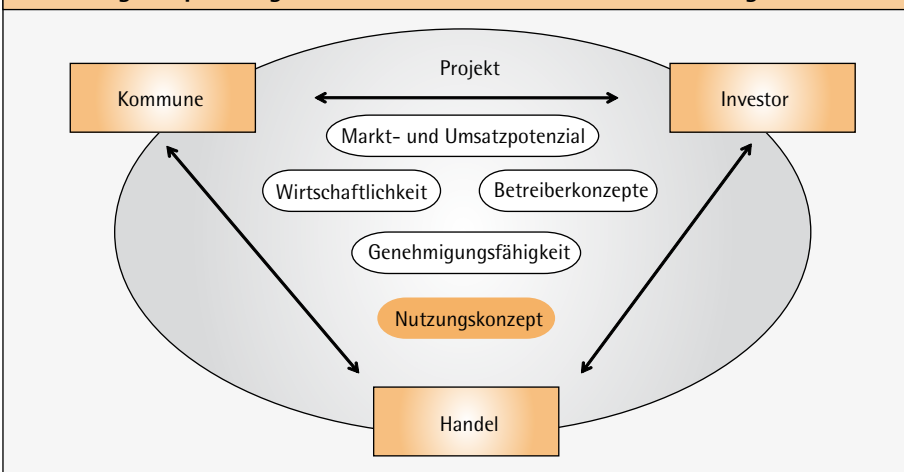 Projekt
Kommune
Investor
Markt- und Umsatzpotenzial
Wirtschaftlichkeit
Betreiberkonzepte
Genehmigungsfähigkeit
Nutzungskonzept
Handel